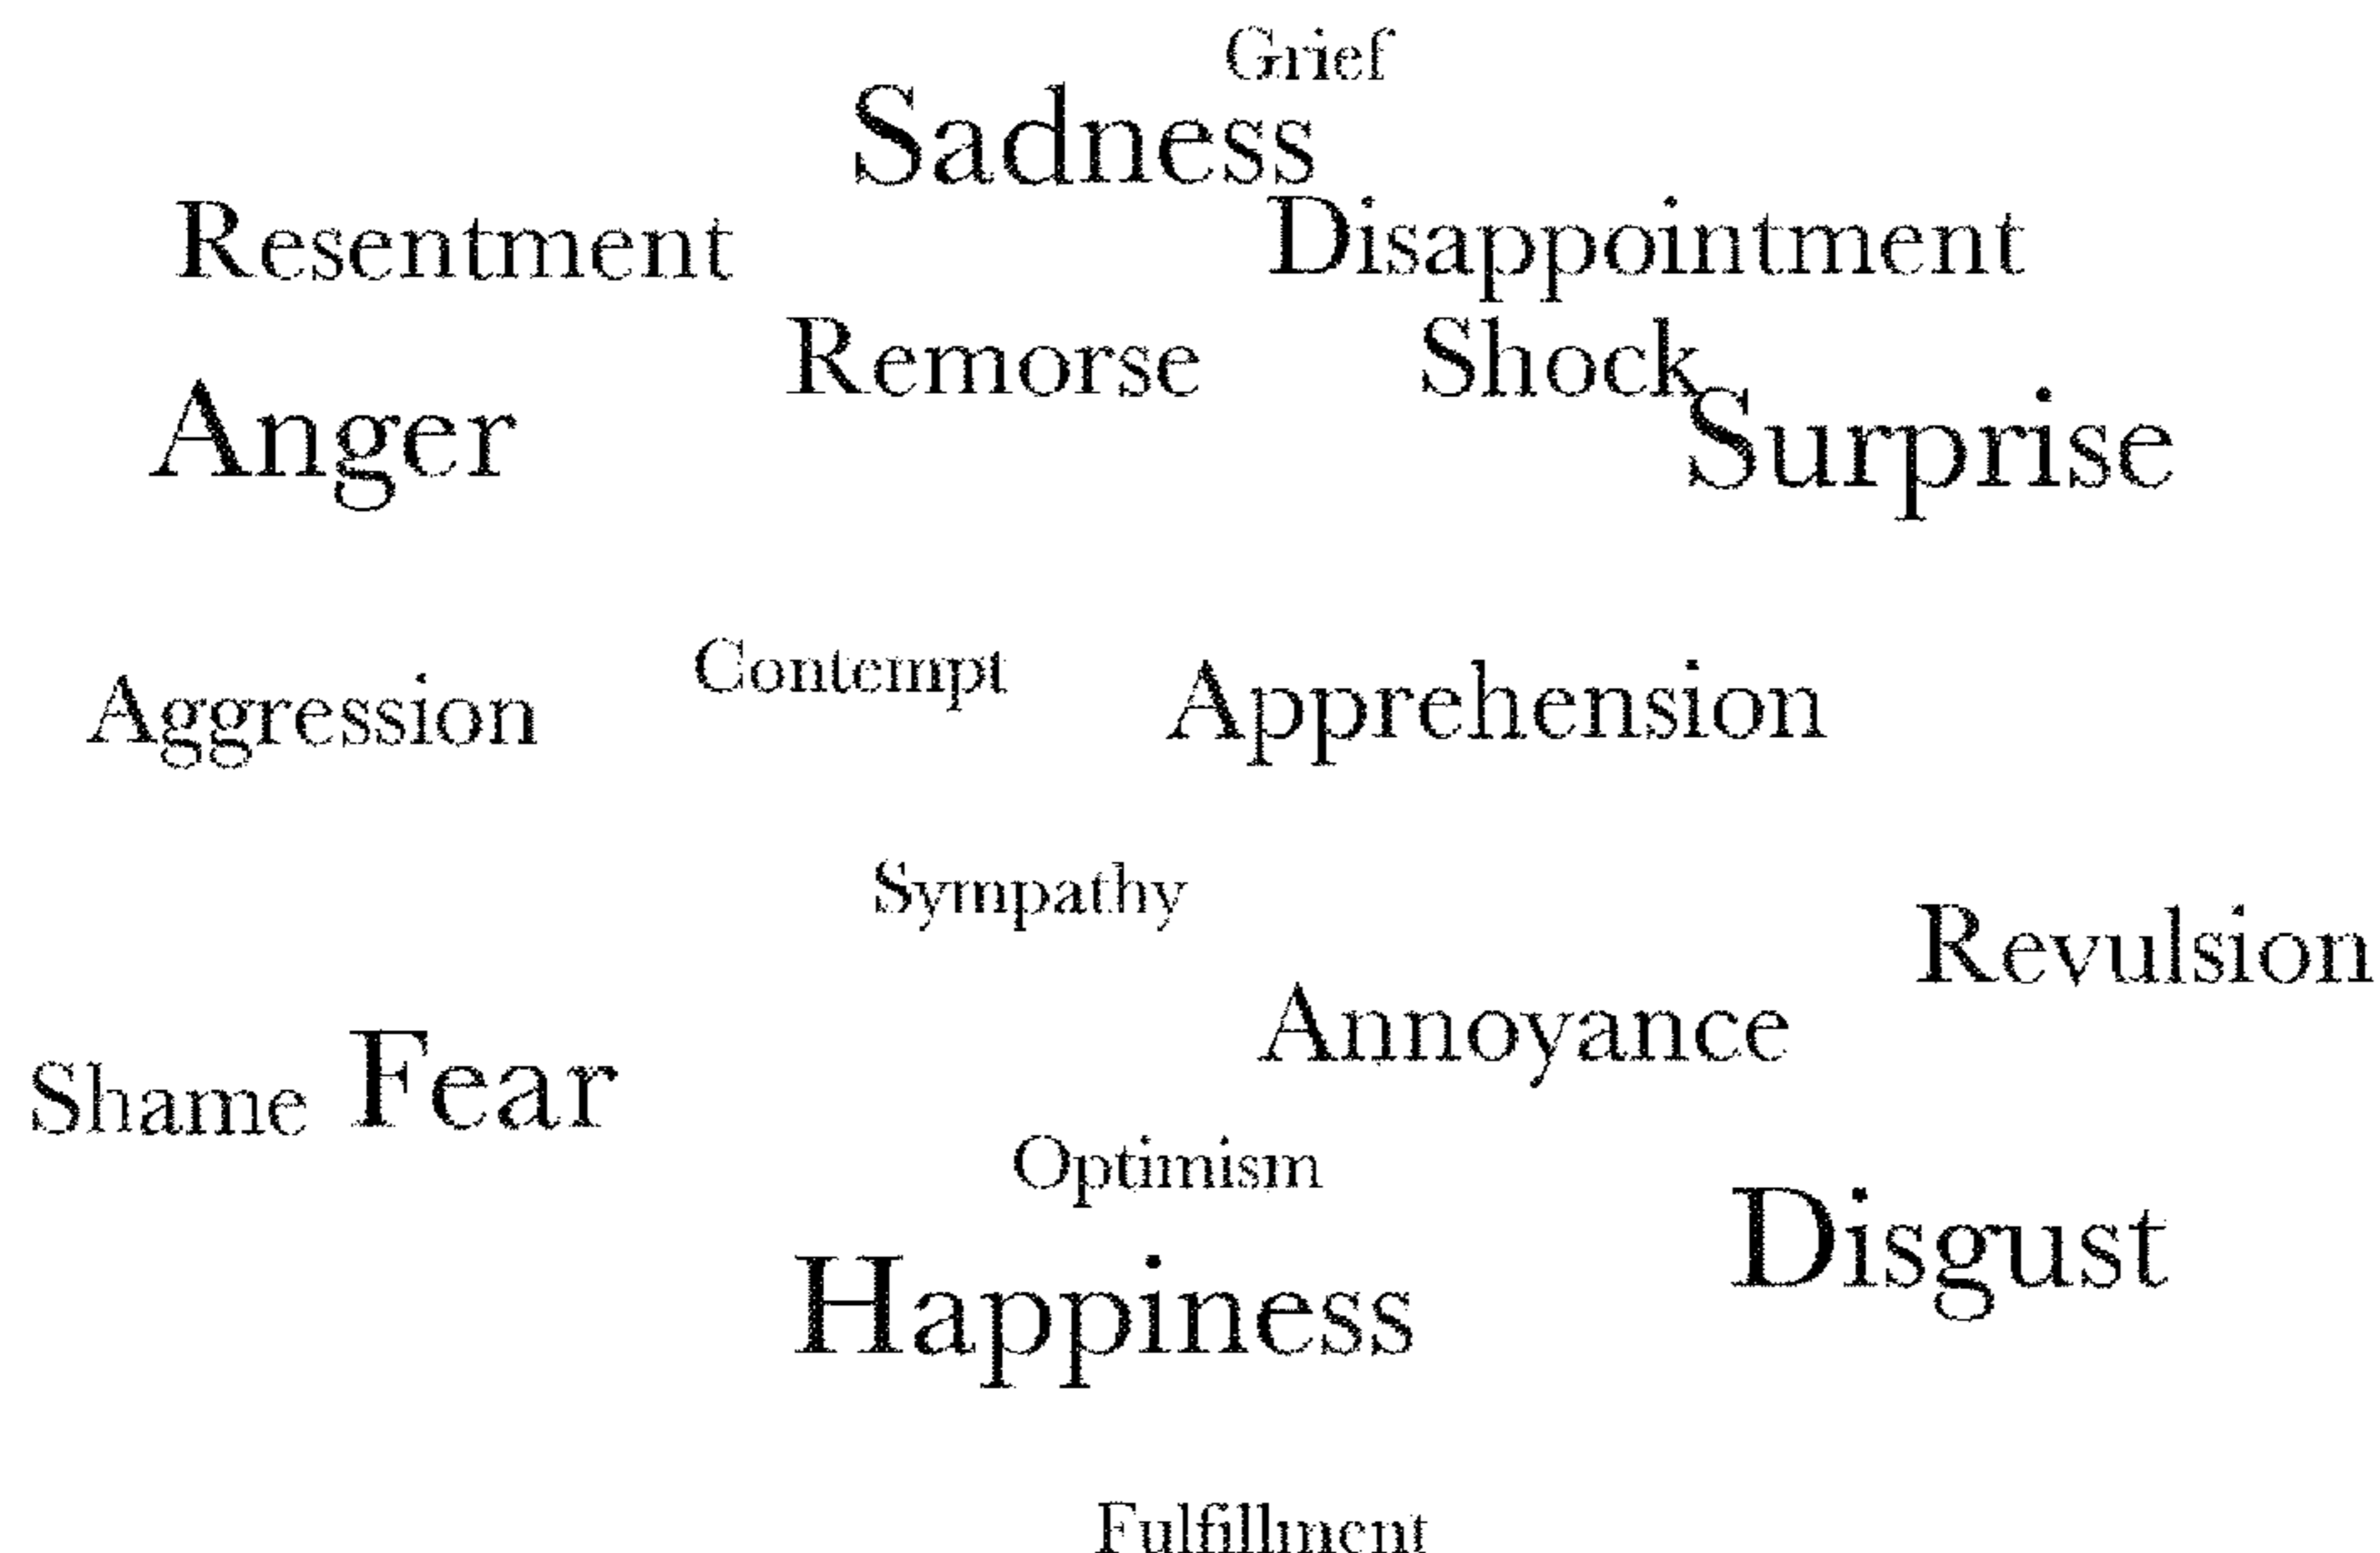 Grief
Sadness
Resentment
Disappointment
Remorse
Shock
Anger
Surprise
Contempt
Aggression
Apprehension
Sympathy
Revulsion
Annoyance
Shame
Fear
Optimism
Disgust
Happiness
Fulfillment